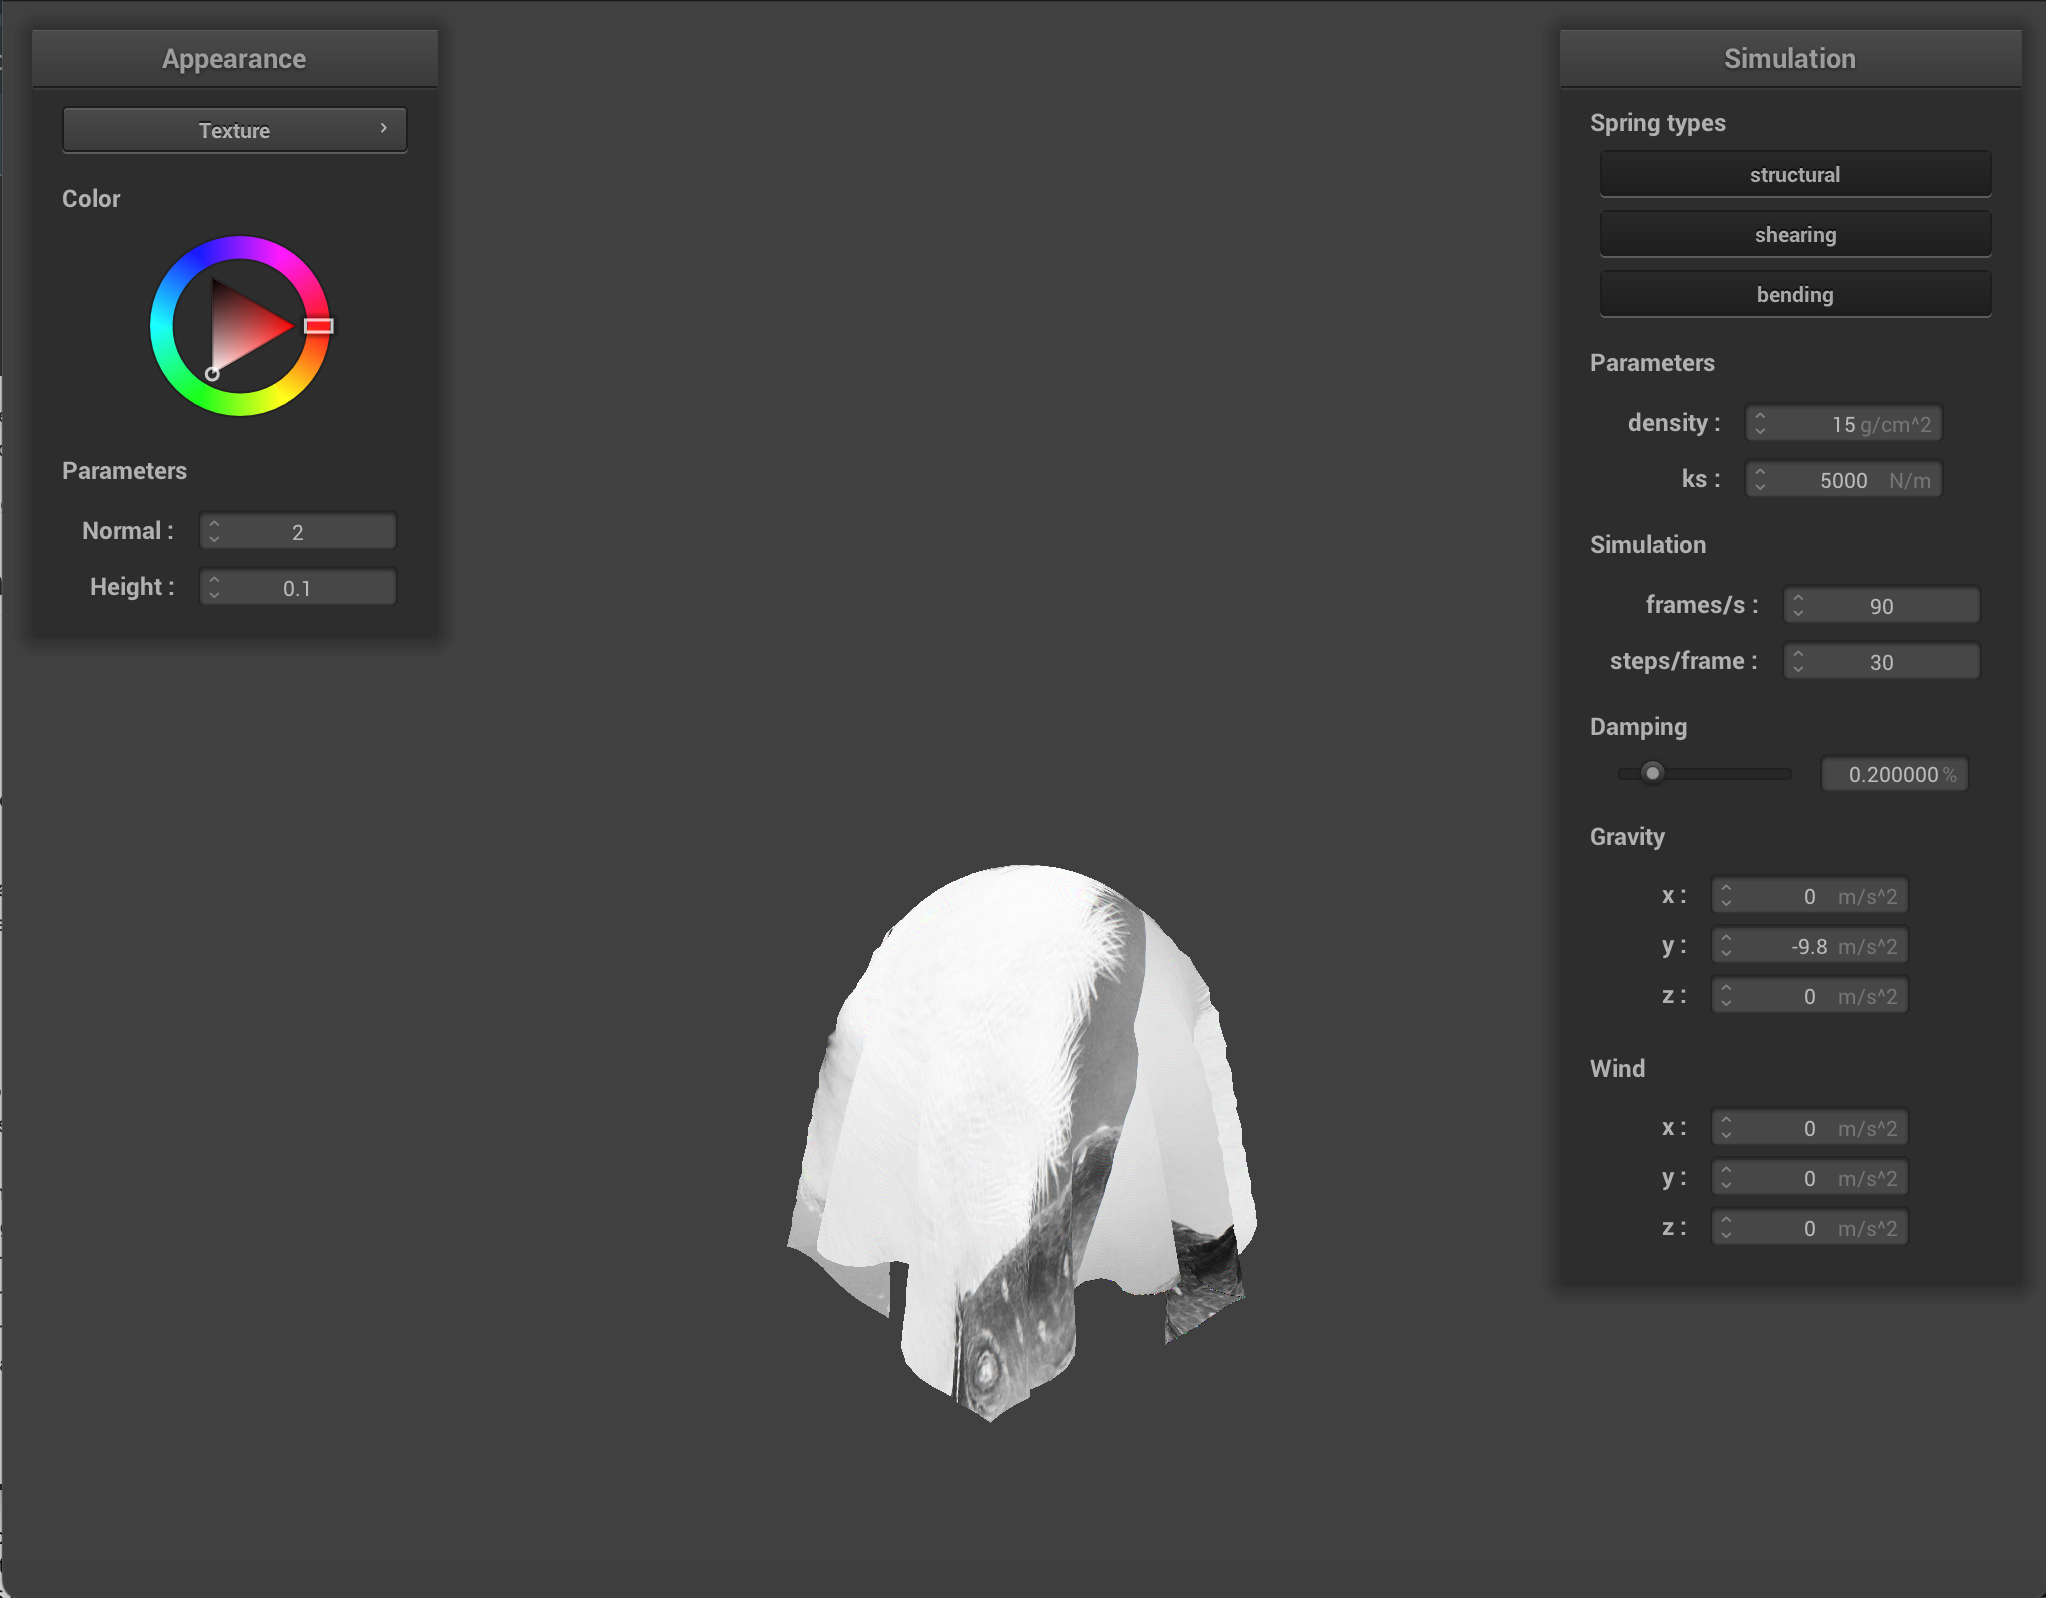 Appearance
Texture
Color
Parameters
Normal : 2
Height : 0.1
Simulation
Spring types
structural
shearing
bending
Parameters
density : 15 g/cm^2
ks : 5000 N/m
Simulation
frames/s : 90
steps/frame : 30
Damping
0.200000 %
Gravity
x : 0 m/s^2
y : -9.8 m/s^2
z : 0 m/s^2
Wind
x : 0 m/s^2
y : 0 m/s^2
z : 0 m/s^2